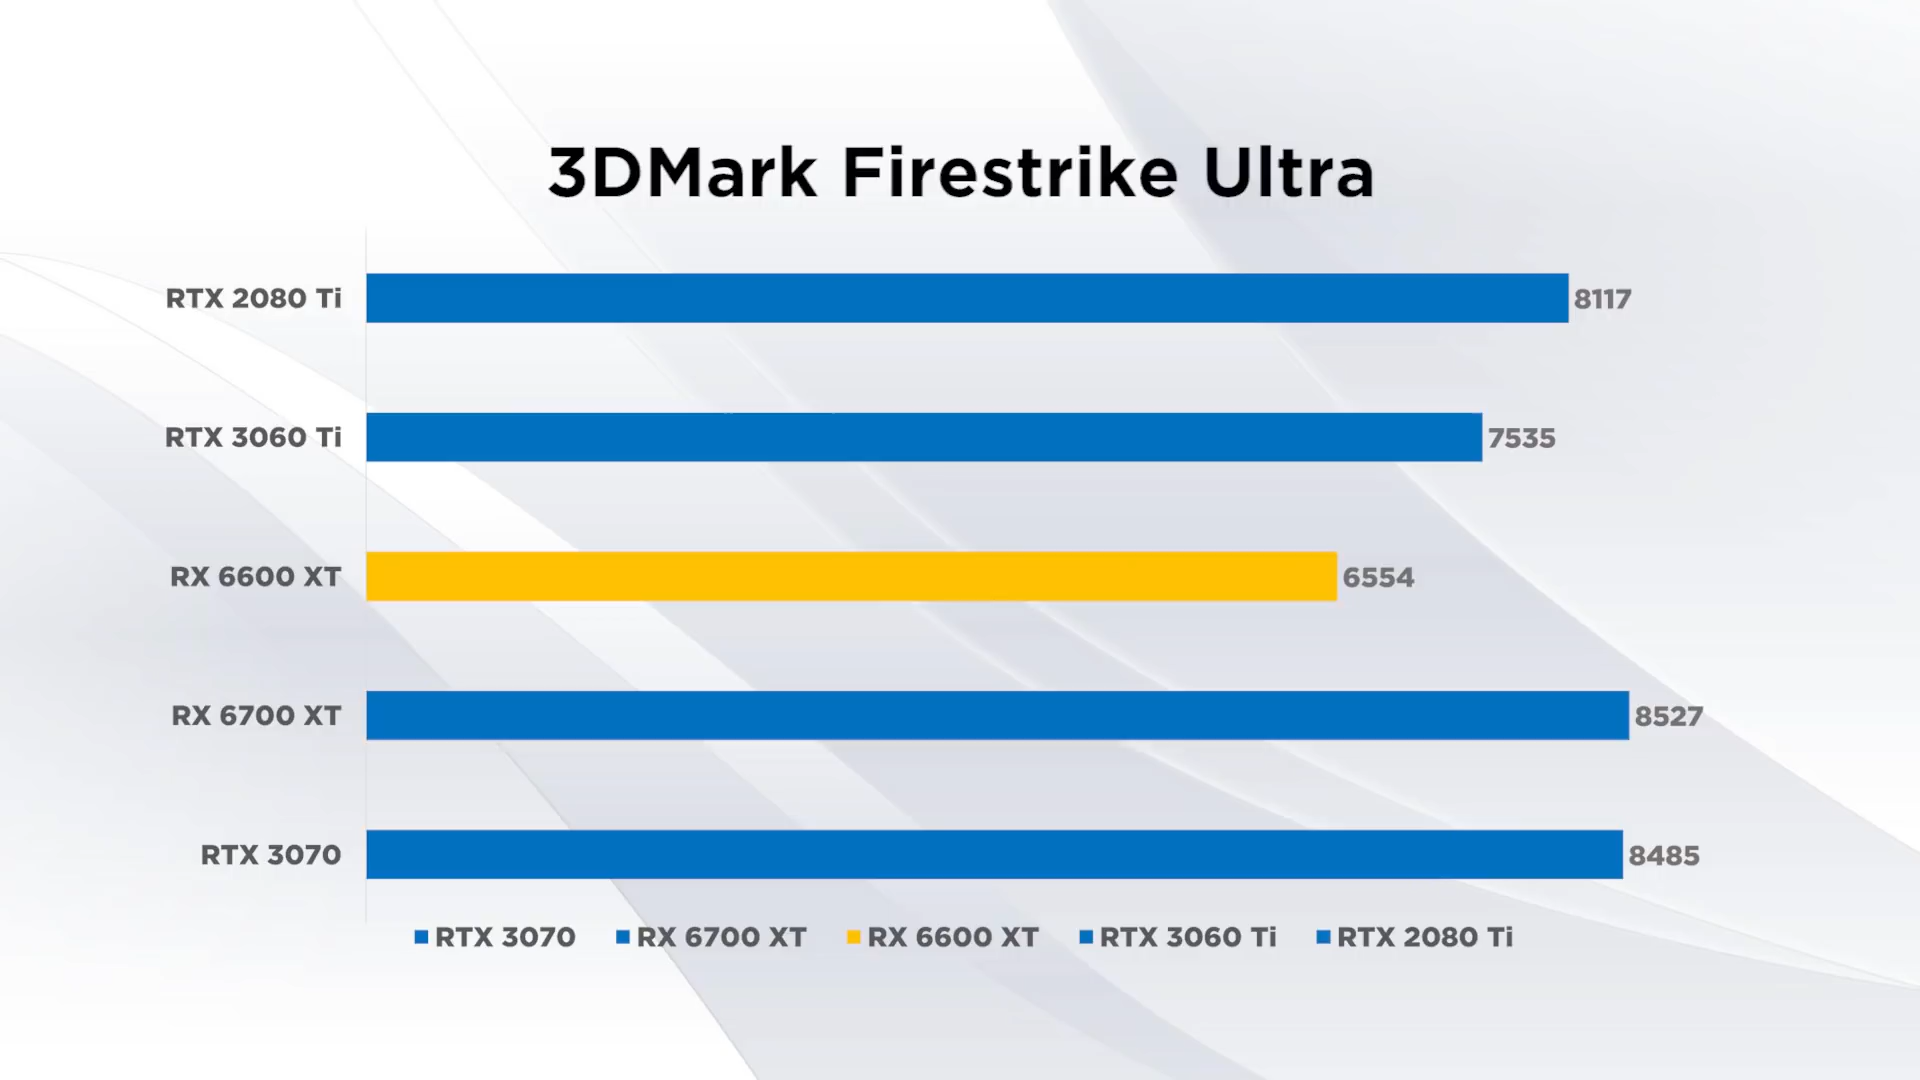 3DMark Firestrike Ultra
RTX 2080 Ti 8117
RTX 3060 Ti 7535
RX 6600 XT 6554
RX 6700 XT 8527
RTX 3070 8485
RTX 3070 RX 6700 XT RX 6600 XT RTX 3060 Ti RTX 2080 Ti